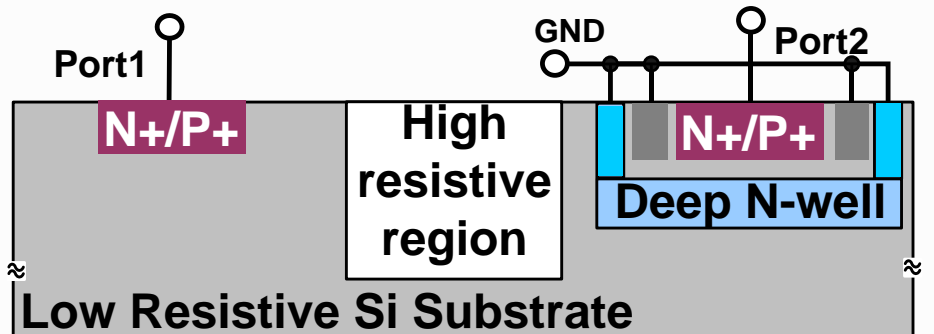 Port1
GND
Port2
N+/P+
High
resistive
region
N+/P+
Deep N-well
Low Resistive Si Substrate